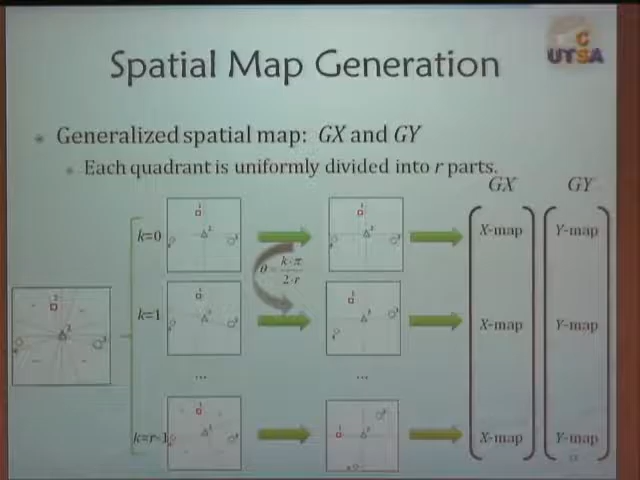 C
UTSA
Spatial Map Generation
Generalized spatial map: GX and GY
Each quadrant is uniformly divided into r parts.
GX GY
k=0
X-map Y-map
θ = k·π / 2·r
k=1
X-map Y-map
... ...
k=r-1
X-map Y-map